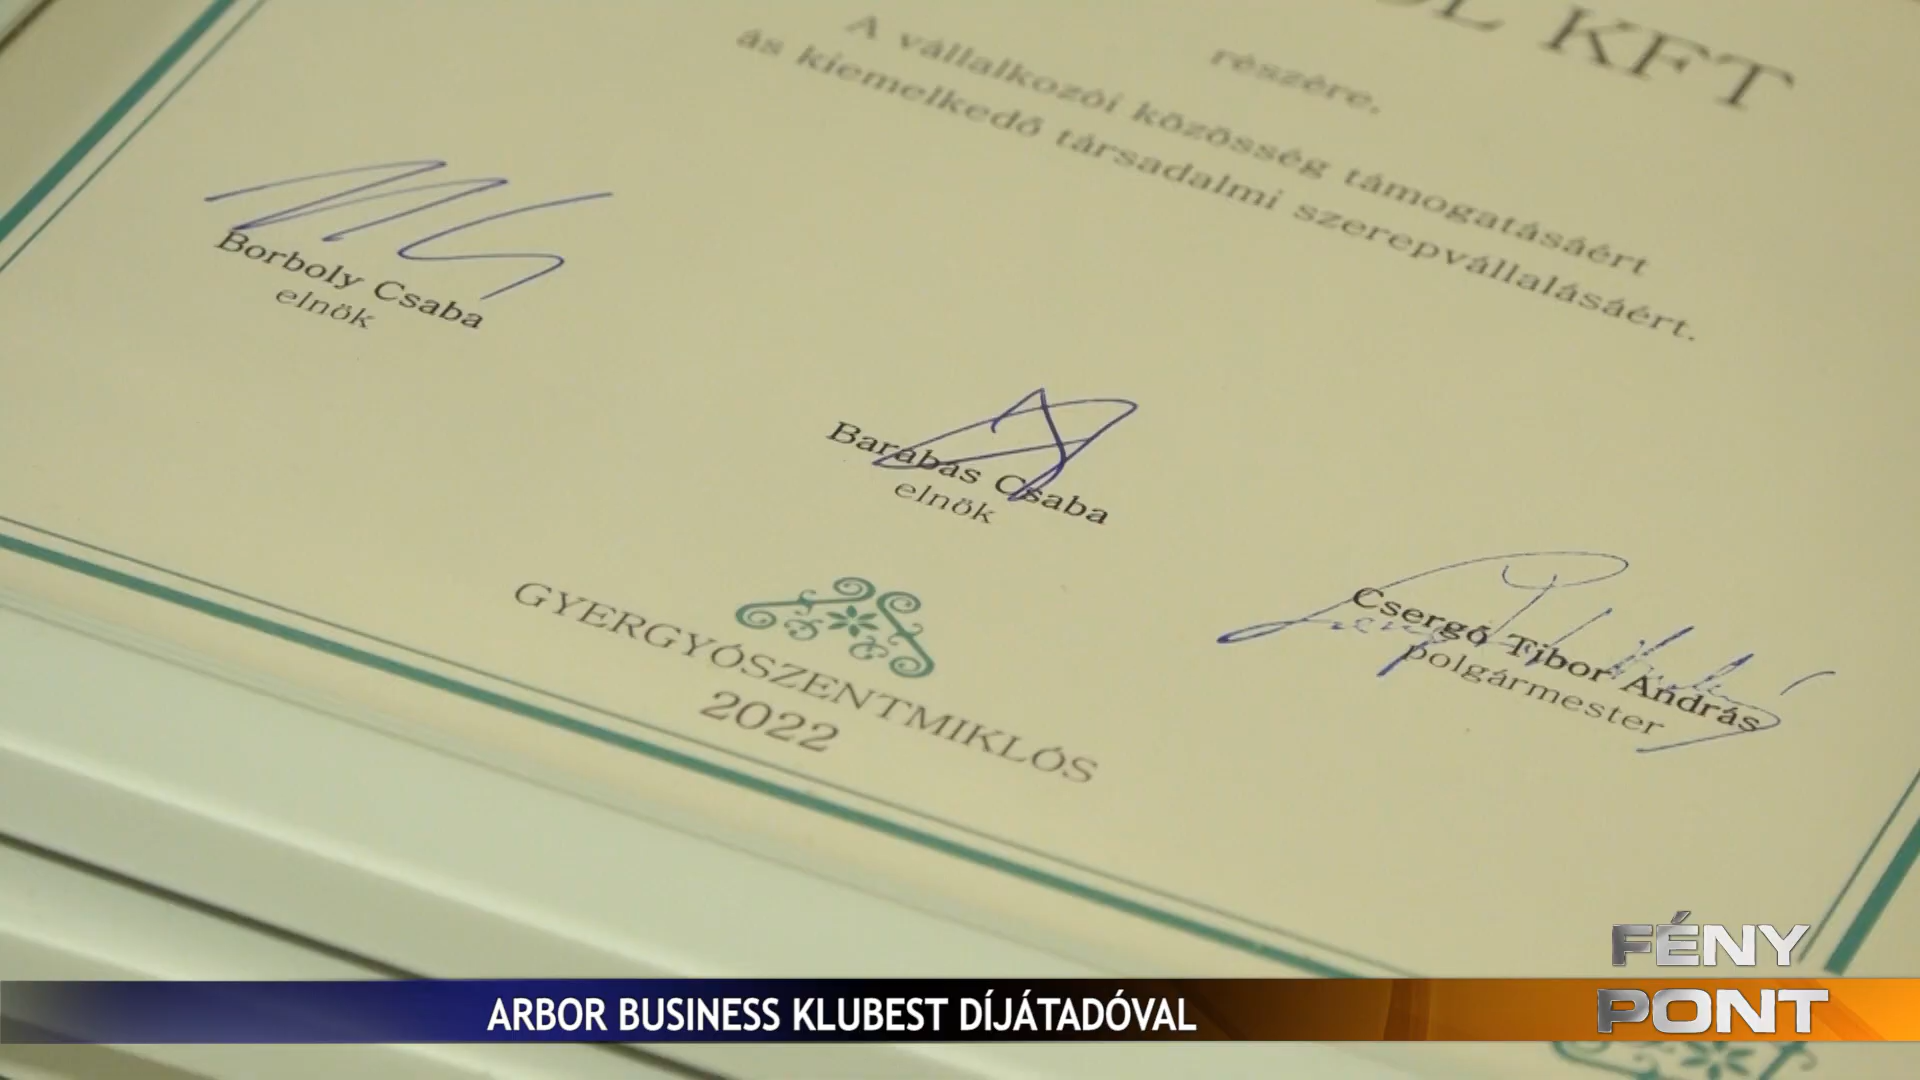 KFT
részére,
A vállalkozói közösség támogatásáért
ás kiemelkedő társadalmi szerepvállalásáért.
Borboly Csaba
elnök
Barabás Csaba
elnök
Csergő Tibor András
polgármester
GYERGYÓSZENTMIKLÓS
2022
FÉNY
PONT
ARBOR BUSINESS KLUBEST DÍJÁTADÓVAL